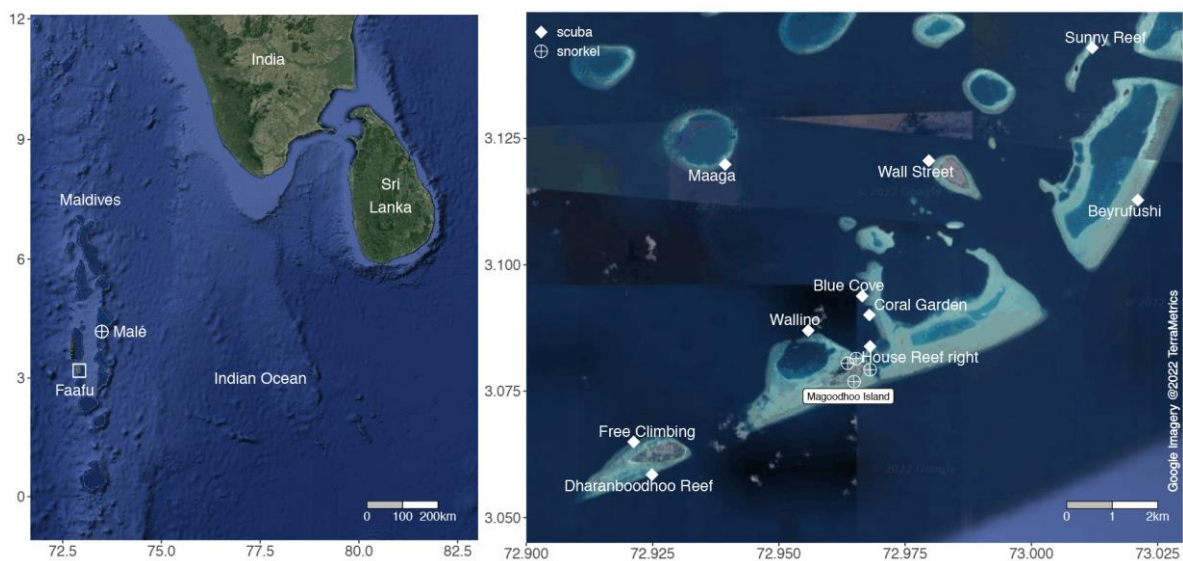 12
9
6
3
0
India
Sri
Lanka
Maldives
Malé
Faafu
Indian Ocean
0 100 200km
72.5 75.0 77.5 80.0 82.5
scuba
snorkel
3.125
3.100
3.075
3.050
Sunny Reef
Maaga
Wall Street
Beyrufushi
Blue Cove
Coral Garden
Wallino
House Reef right
Magoodhoo Island
Free Climbing
Dharanboodhoo Reef
0 1 2km
72.900 72.925 72.950 72.975 73.000 73.025
Google Imagery @2022 TerraMetrics
© 2022 Google